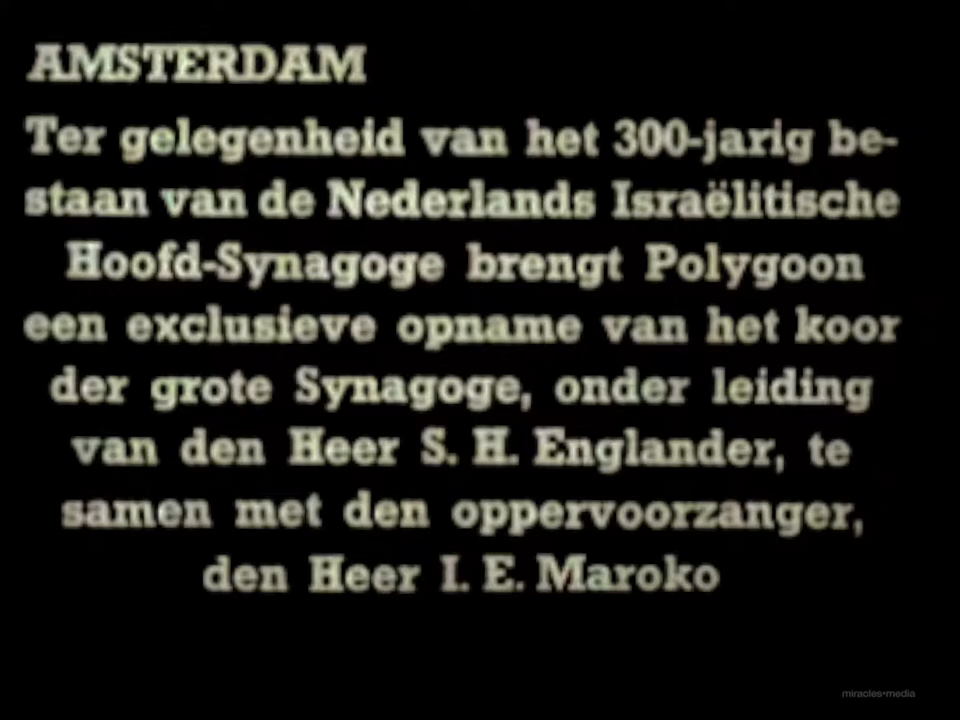 AMSTERDAM
Ter gelegenheid van het 300-jarig be-
staan van de Nederlands Israëlitische
Hoofd-Synagoge brengt Polygoon
een exclusieve opname van het koor
der grote Synagoge, onder leiding
van den Heer S. H. Englander, te
samen met den oppervoorzanger,
den Heer I. E. Maroko
miracles•media